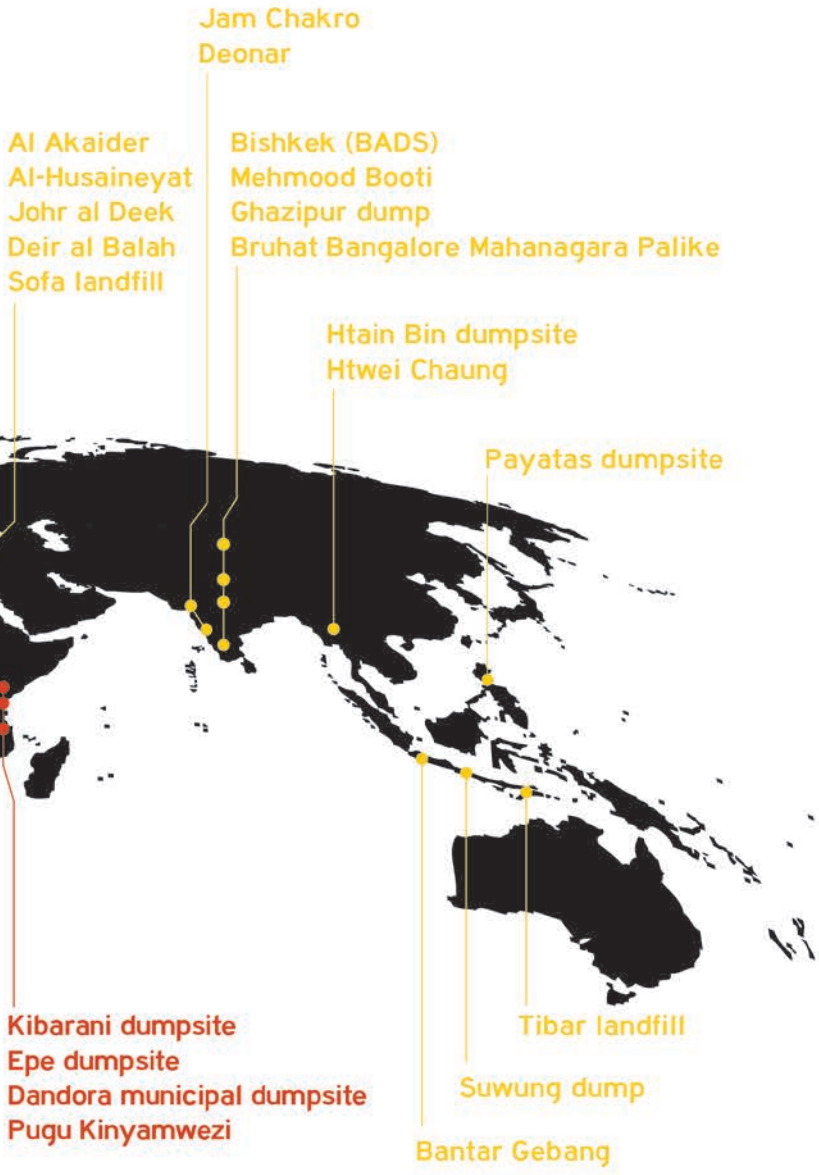 Jam Chakro
Deonar
Al Akaider
Al-Husaineyat
Johr al Deek
Deir al Balah
Sofa landfill
Bishkek (BADS)
Mehmood Booti
Ghazipur dump
Bruhat Bangalore Mahanagara Palike
Htain Bin dumpsite
Htwei Chaung
Payatas dumpsite
Kibarani dumpsite
Epe dumpsite
Dandora municipal dumpsite
Pugu Kinyamwezi
Tibar landfill
Suwung dump
Bantar Gebang